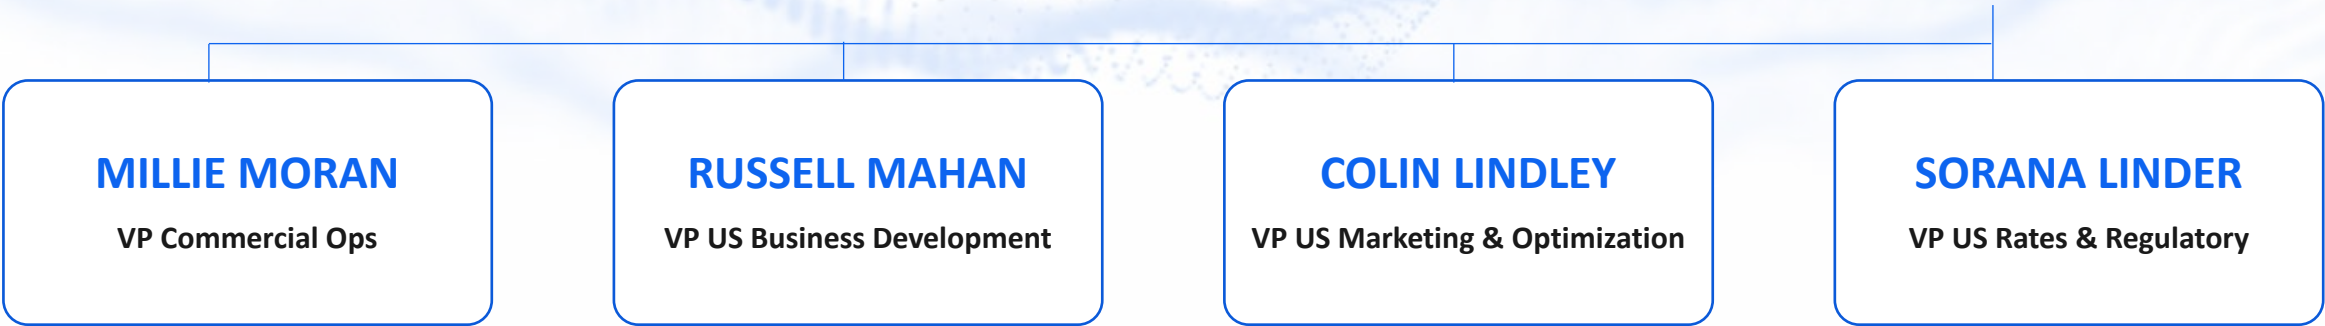 MILLIE MORAN
VP Commercial Ops
RUSSELL MAHAN
VP US Business Development
COLIN LINDLEY
VP US Marketing & Optimization
SORANA LINDER
VP US Rates & Regulatory